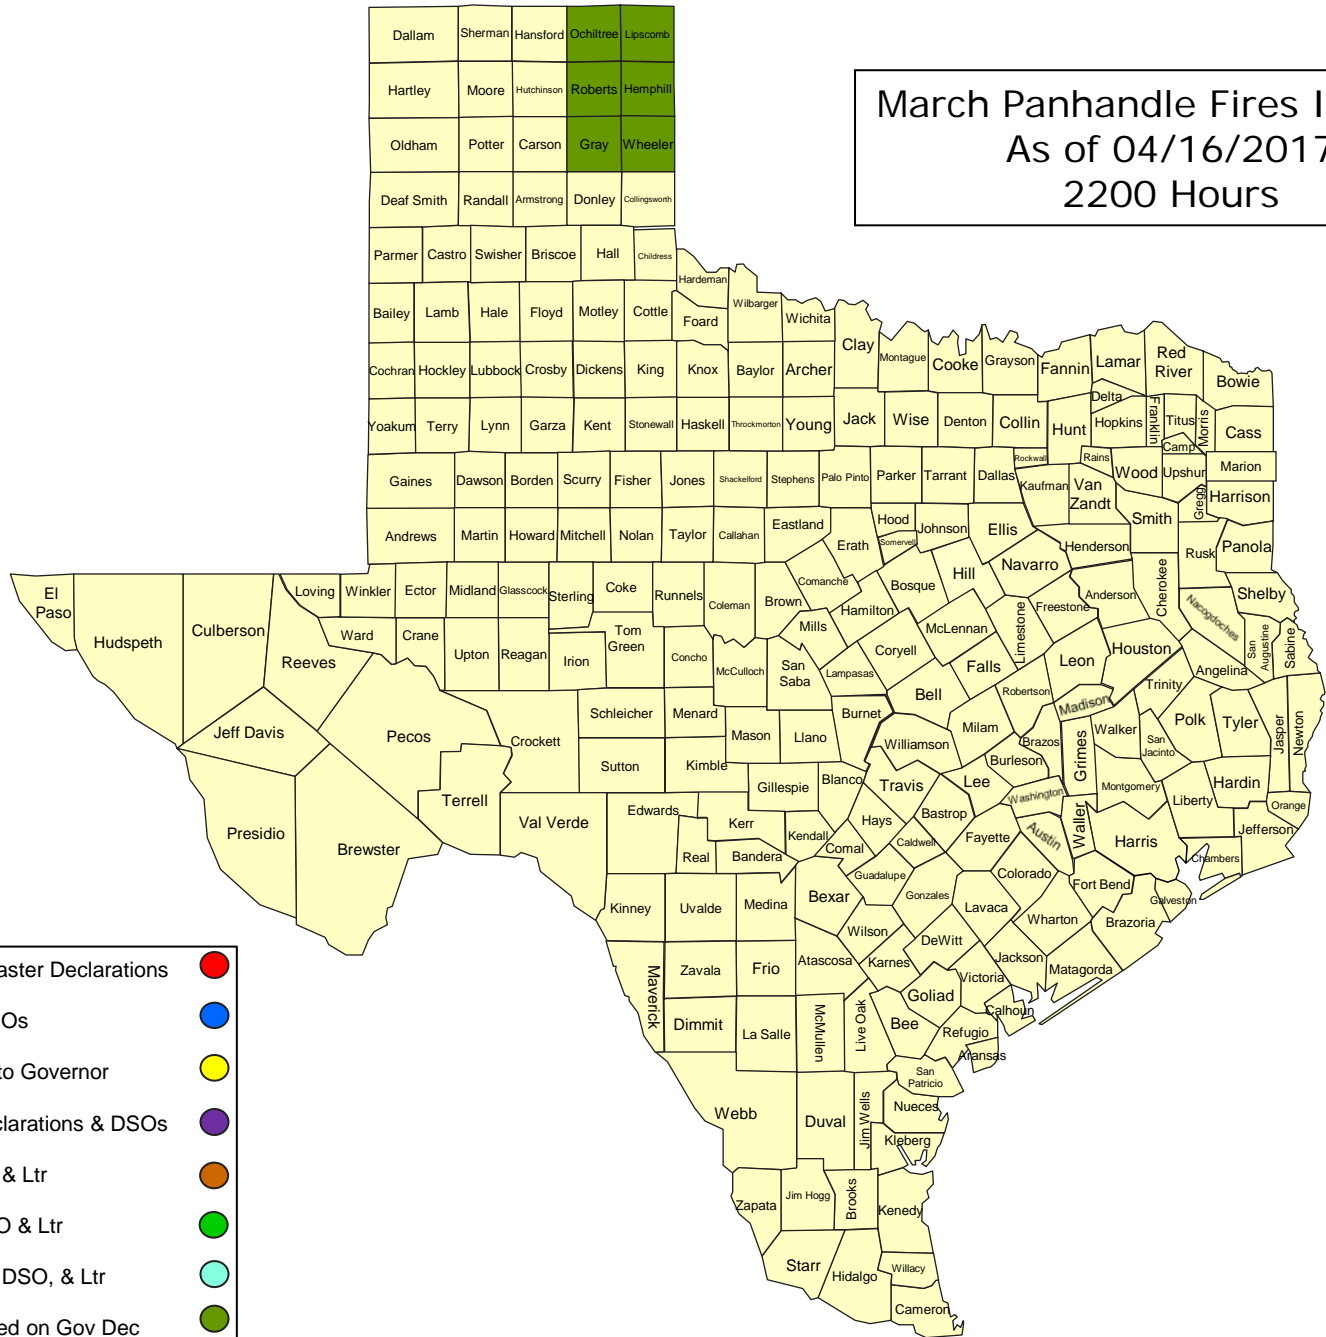 Dallam Sherman Hansford Ochiltree Lipscomb
Hartley Moore Hutchinson Roberts Hemphill
Oldham Potter Carson Gray Wheeler
Deaf Smith Randall Armstrong Donley Collingsworth
Parmer Castro Swisher Briscoe Hall Childress
March Panhandle Fires I
As of 04/16/2017
2200 Hours
Hardeman
Bailey Lamb Hale Floyd Motley Cottle Foard Wilbarger Wichita
Cochran Hockley Lubbock Crosby Dickens King Knox Baylor Archer Clay Montague Cooke Grayson Fannin Lamar Red River Bowie
Delta
Yoakum Terry Lynn Garza Kent Stonewall Haskell Throckmorton Young Jack Wise Denton Collin Hunt Hopkins Franklin Titus Morris Cass
Camp
Gaines Dawson Borden Scurry Fisher Jones Shackelford Stephens Palo Pinto Parker Tarrant Dallas Rockwall Kaufman Rains Van Zandt Wood Upshur Marion
Gregg Harrison
Andrews Martin Howard Mitchell Nolan Taylor Callahan Eastland Erath Hood Somervell Johnson Ellis Henderson Smith Rusk Panola
El Paso Hudspeth Culberson Loving Winkler Ector Midland Glasscock Sterling Coke Runnels Coleman Brown Comanche Hamilton Bosque Hill Navarro Freestone Anderson Cherokee Nacogdoches Shelby
Reeves Ward Crane Upton Reagan Irion Tom Green Concho McCulloch San Saba Mills Lampasas Coryell McLennan Limestone Falls Leon Houston Angelina San Augustine Sabine
Jeff Davis Pecos Crockett Schleicher Menard Mason Llano Burnet Bell Milam Robertson Madison Trinity Walker San Jacinto Polk Tyler Jasper Newton
Presidio Brewster Terrell Val Verde Sutton Kimble Gillespie Blanco Williamson Travis Lee Burleson Brazos Grimes Washington Montgomery Liberty Hardin Orange
Edwards Kerr Real Bandera Kendall Comal Hays Caldwell Bastrop Fayette Austin Waller Harris Chambers Jefferson
Kinney Uvalde Medina Bexar Guadalupe Gonzales Lavaca Colorado Wharton Fort Bend Brazoria Galveston
Maverick Zavala Frio Atascosa Wilson Karnes DeWitt Victoria Jackson Matagorda
Dimmit La Salle McMullen Live Oak Bee Goliad Refugio Calhoun Aransas
San Patricio
Webb Duval Jim Wells Nueces
Kleberg
Zapata Jim Hogg Brooks Kenedy
Starr Hidalgo Willacy
Cameron
aster Declarations
Os
to Governor
clarations & DSOs
& Ltr
O & Ltr
DSO, & Ltr
ed on Gov Dec